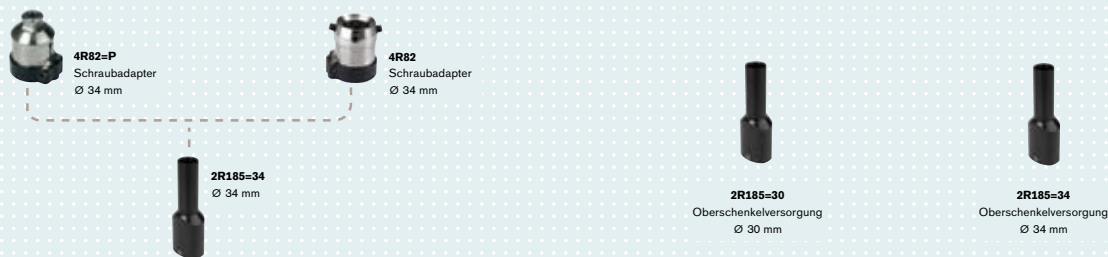 4R82=P
Schraubadapter
Ø 34 mm
4R82
Schraubadapter
Ø 34 mm
2R185=34
Ø 34 mm
2R185=30
Oberschenkelversorgung
Ø 30 mm
2R185=34
Oberschenkelversorgung
Ø 34 mm